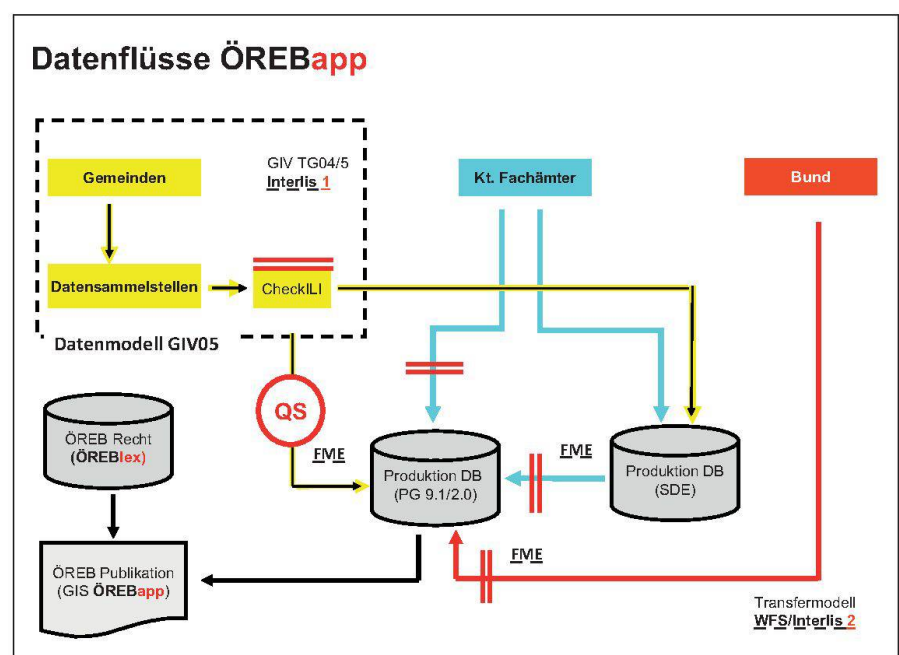 Datenflüsse ÖREBapp
GIV TG04/5
Interlis 1
Gemeinden
Kt. Fachämter
Bund
Datensammelstellen
CheckILI
Datenmodell GIV05
QS
ÖREB Recht
(ÖREBlex)
FME
Produktion DB
(PG 9.1/2.0)
FME
Produktion DB
(SDE)
FME
ÖREB Publikation
(GIS ÖREBapp)
Transfermodell
WFS/Interlis 2